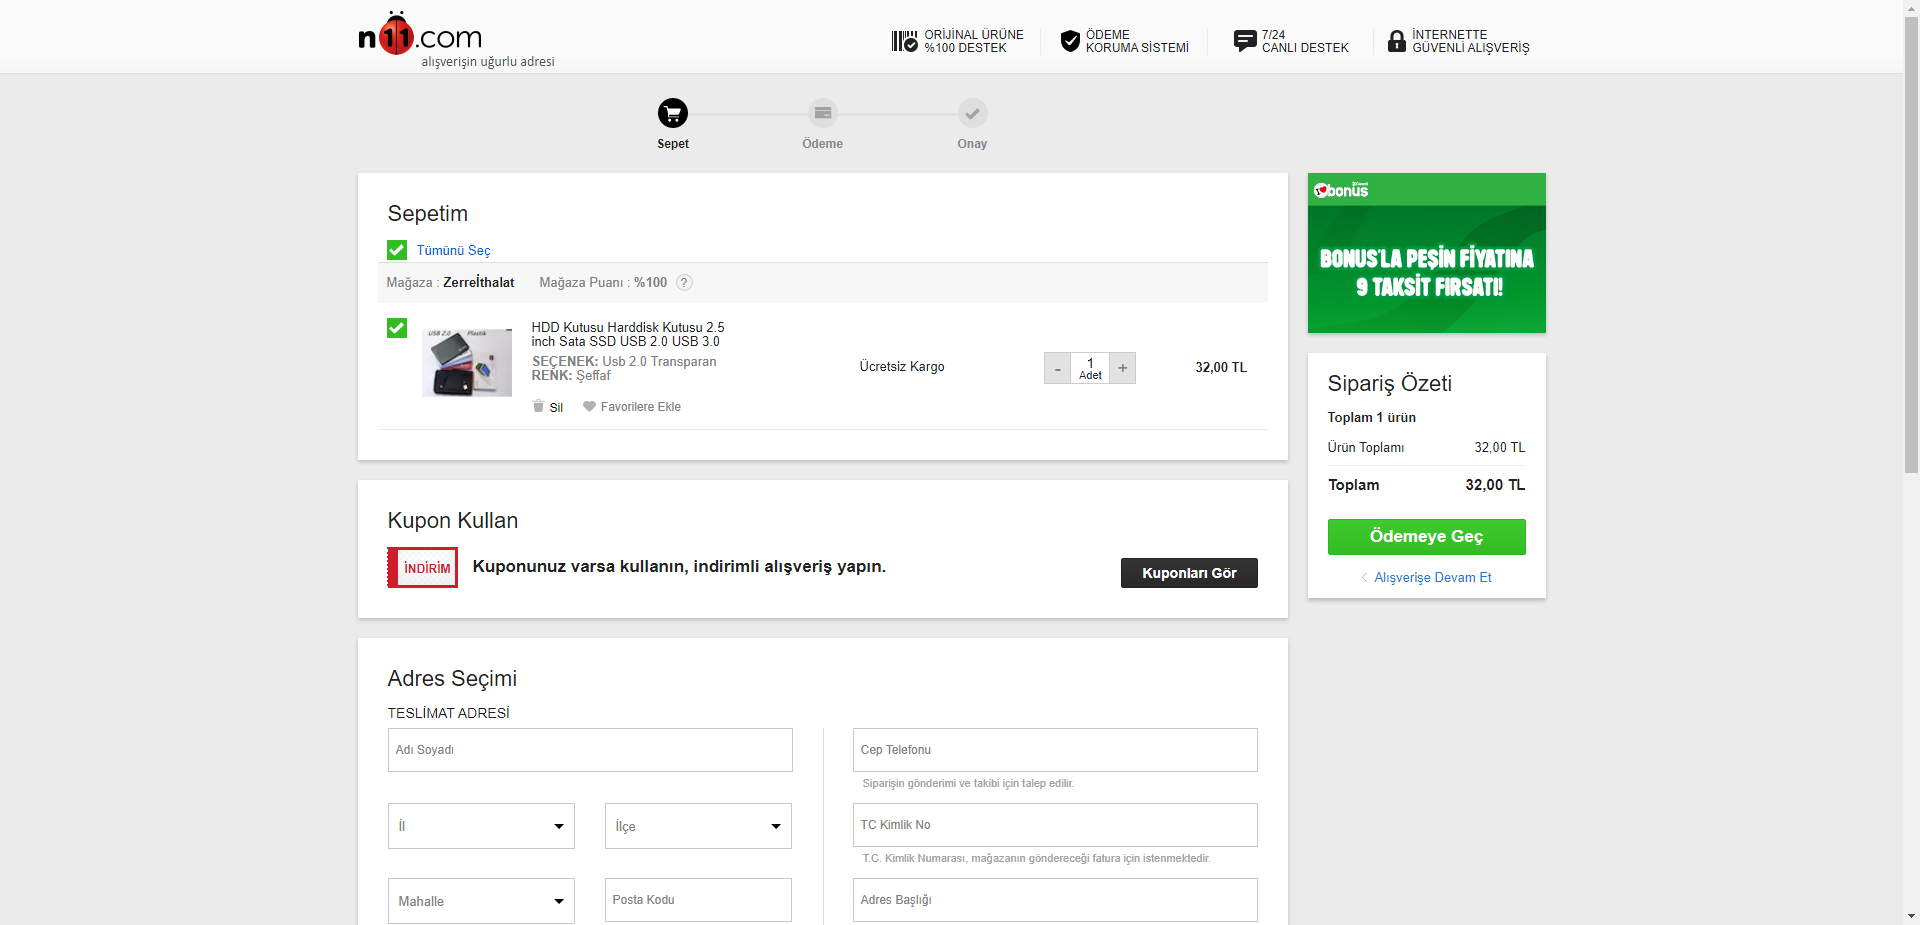 n11.com
alışverişin uğurlu adresi
ORİJİNAL ÜRÜNE
%100 DESTEK
ÖDEME
KORUMA SİSTEMİ
7/24
CANLI DESTEK
İNTERNETTE
GÜVENLİ ALIŞVERİŞ
Sepet
Ödeme
Onay
Sepetim
Tümünü Seç
Mağaza : Zerreİthalat
Mağaza Puanı : %100 ?
USB 2.0 Plastik
HDD Kutusu Harddisk Kutusu 2.5
inch Sata SSD USB 2.0 USB 3.0
SEÇENEK: Usb 2.0 Transparan
RENK: Şeffaf
Sil
Favorilere Ekle
Ücretsiz Kargo
- 1 +
Adet
32,00 TL
Kupon Kullan
İNDİRİM
Kuponunuz varsa kullanın, indirimli alışveriş yapın.
Kuponları Gör
Adres Seçimi
TESLİMAT ADRESİ
Adı Soyadı
İl
İlçe
Mahalle
Posta Kodu
Cep Telefonu
Siparişin gönderimi ve takibi için talep edilir.
TC Kimlik No
T.C. Kimlik Numarası, mağazanın göndereceği fatura için istenmektedir.
Adres Başlığı
bonus
BONUS'LA PEŞİN FİYATINA
9 TAKSİT FIRSATI!
Sipariş Özeti
Toplam 1 ürün
Ürün Toplamı 32,00 TL
Toplam 32,00 TL
Ödemeye Geç
Alışverişe Devam Et